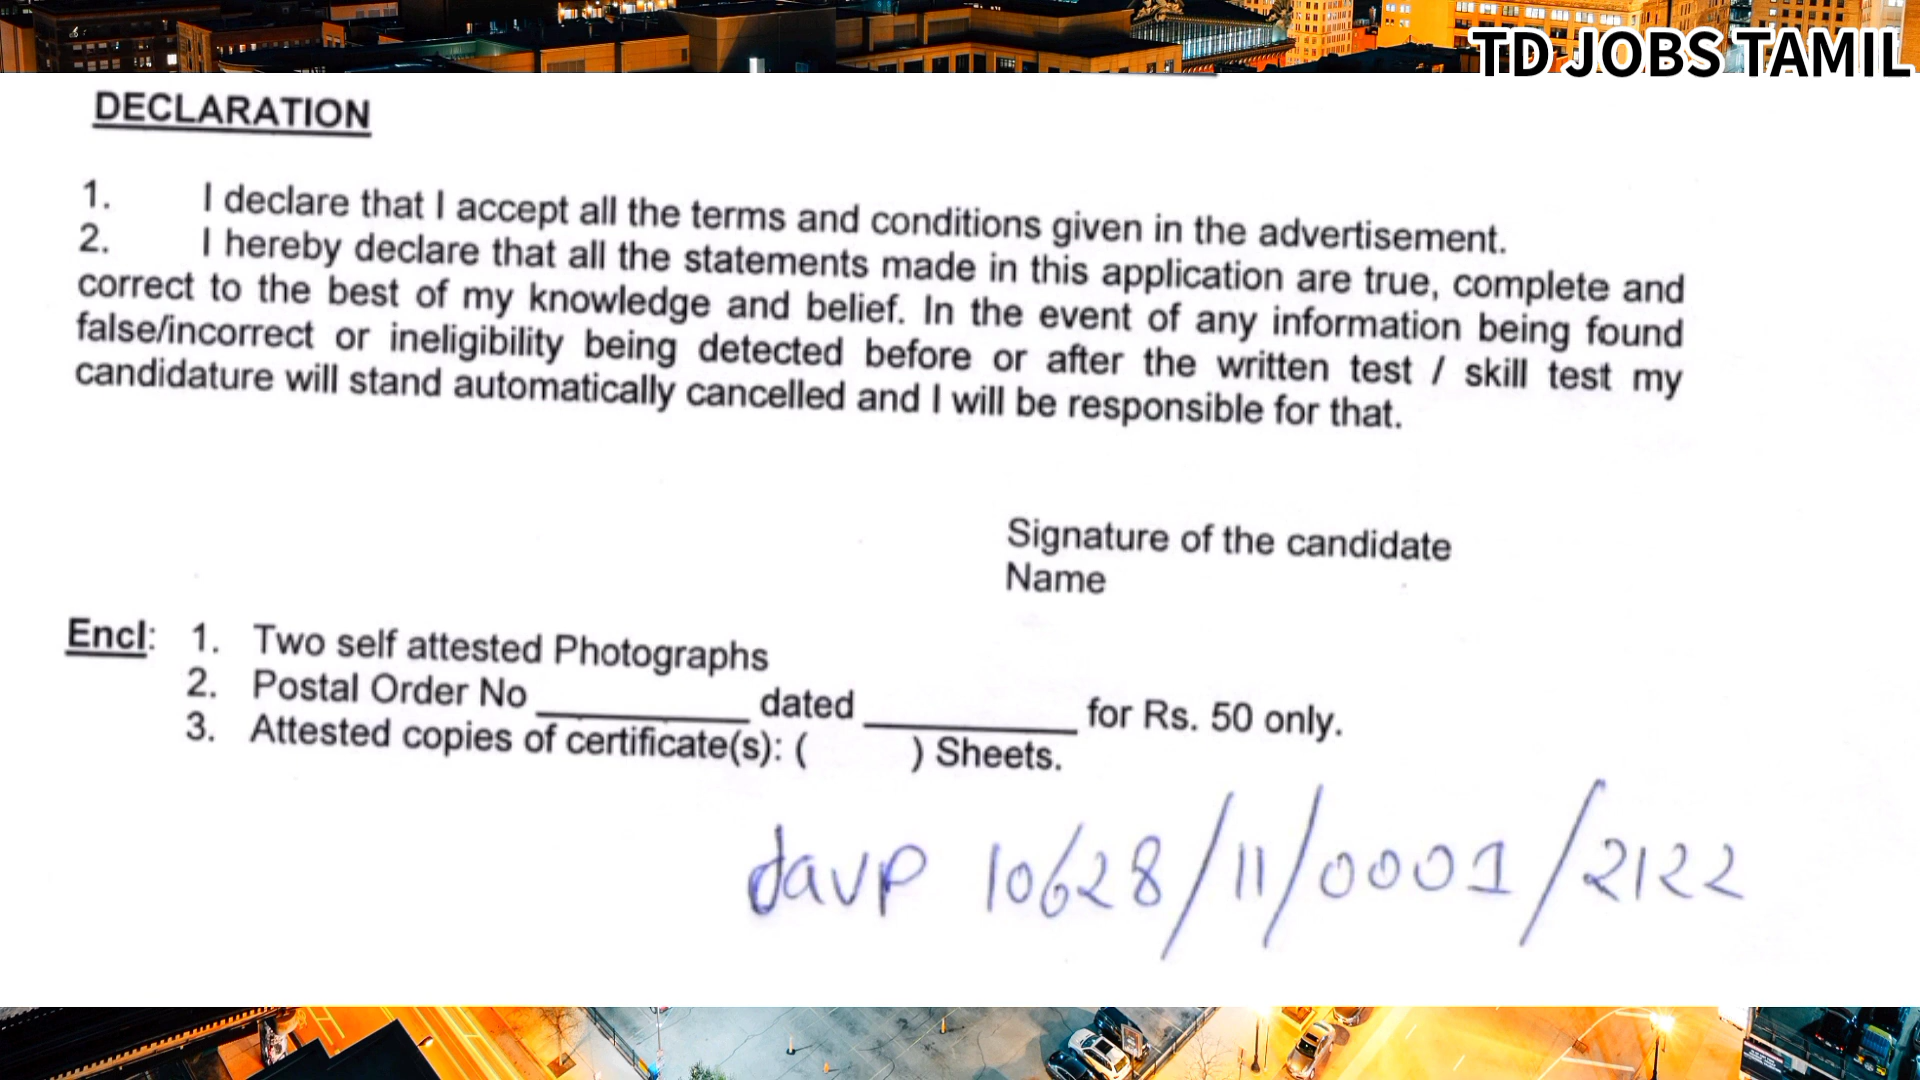 TD JOBS TAMIL
DECLARATION
1. I declare that I accept all the terms and conditions given in the advertisement.
2. I hereby declare that all the statements made in this application are true, complete and
correct to the best of my knowledge and belief. In the event of any information being found
false/incorrect or ineligibility being detected before or after the written test / skill test my
candidature will stand automatically cancelled and I will be responsible for that.
Signature of the candidate
Name
Encl: 1. Two self attested Photographs
2. Postal Order No ____________ dated ____________ for Rs. 50 only.
3. Attested copies of certificate(s): ( ) Sheets.
davp 10628/11/0001/2122